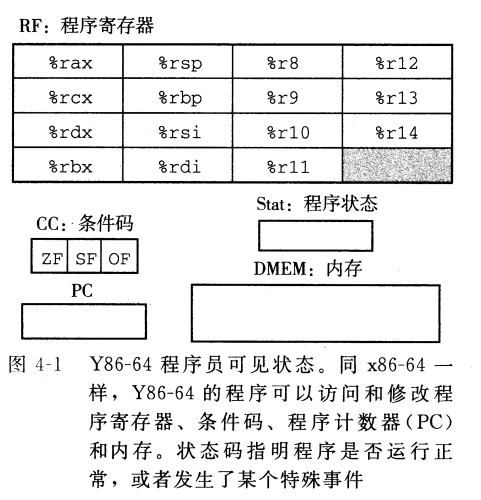 RF：程序寄存器
%rax %rsp %r8 %r12
%rcx %rbp %r9 %r13
%rdx %rsi %r10 %r14
%rbx %rdi %r11
Stat：程序状态
CC：条件码
ZF SF OF
DMEM：内存
PC
图 4-1 Y86-64 程序员可见状态。同 x86-64 一
样，Y86-64 的程序可以访问和修改程
序寄存器、条件码、程序计数器(PC)
和内存。状态码指明程序是否运行正
常，或者发生了某个特殊事件